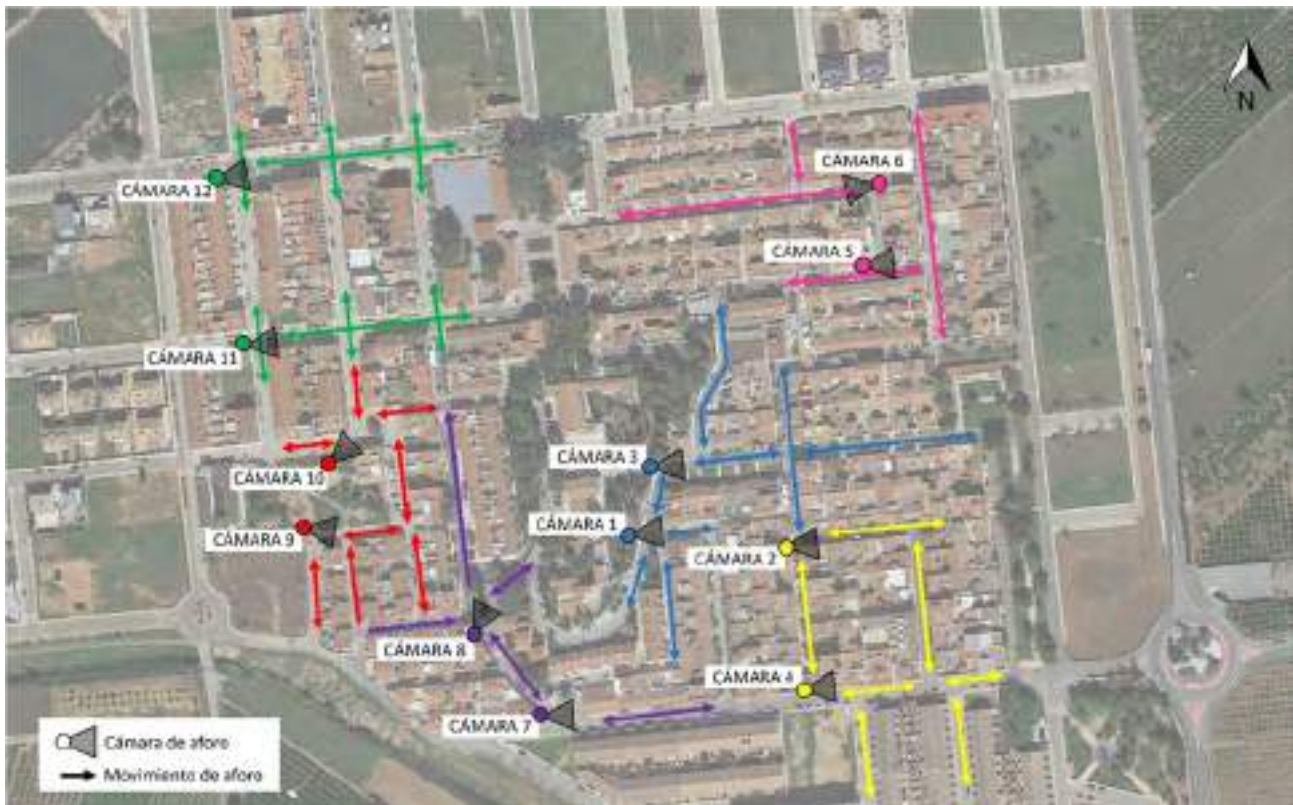 N
CÁMARA 6
CÁMARA 12
CÁMARA 5
CÁMARA 11
CÁMARA 3
CÁMARA 10
CÁMARA 1
CÁMARA 9
CÁMARA 2
CÁMARA 8
CÁMARA 4
CÁMARA 7
Cámara de aforo
Movimiento de aforo